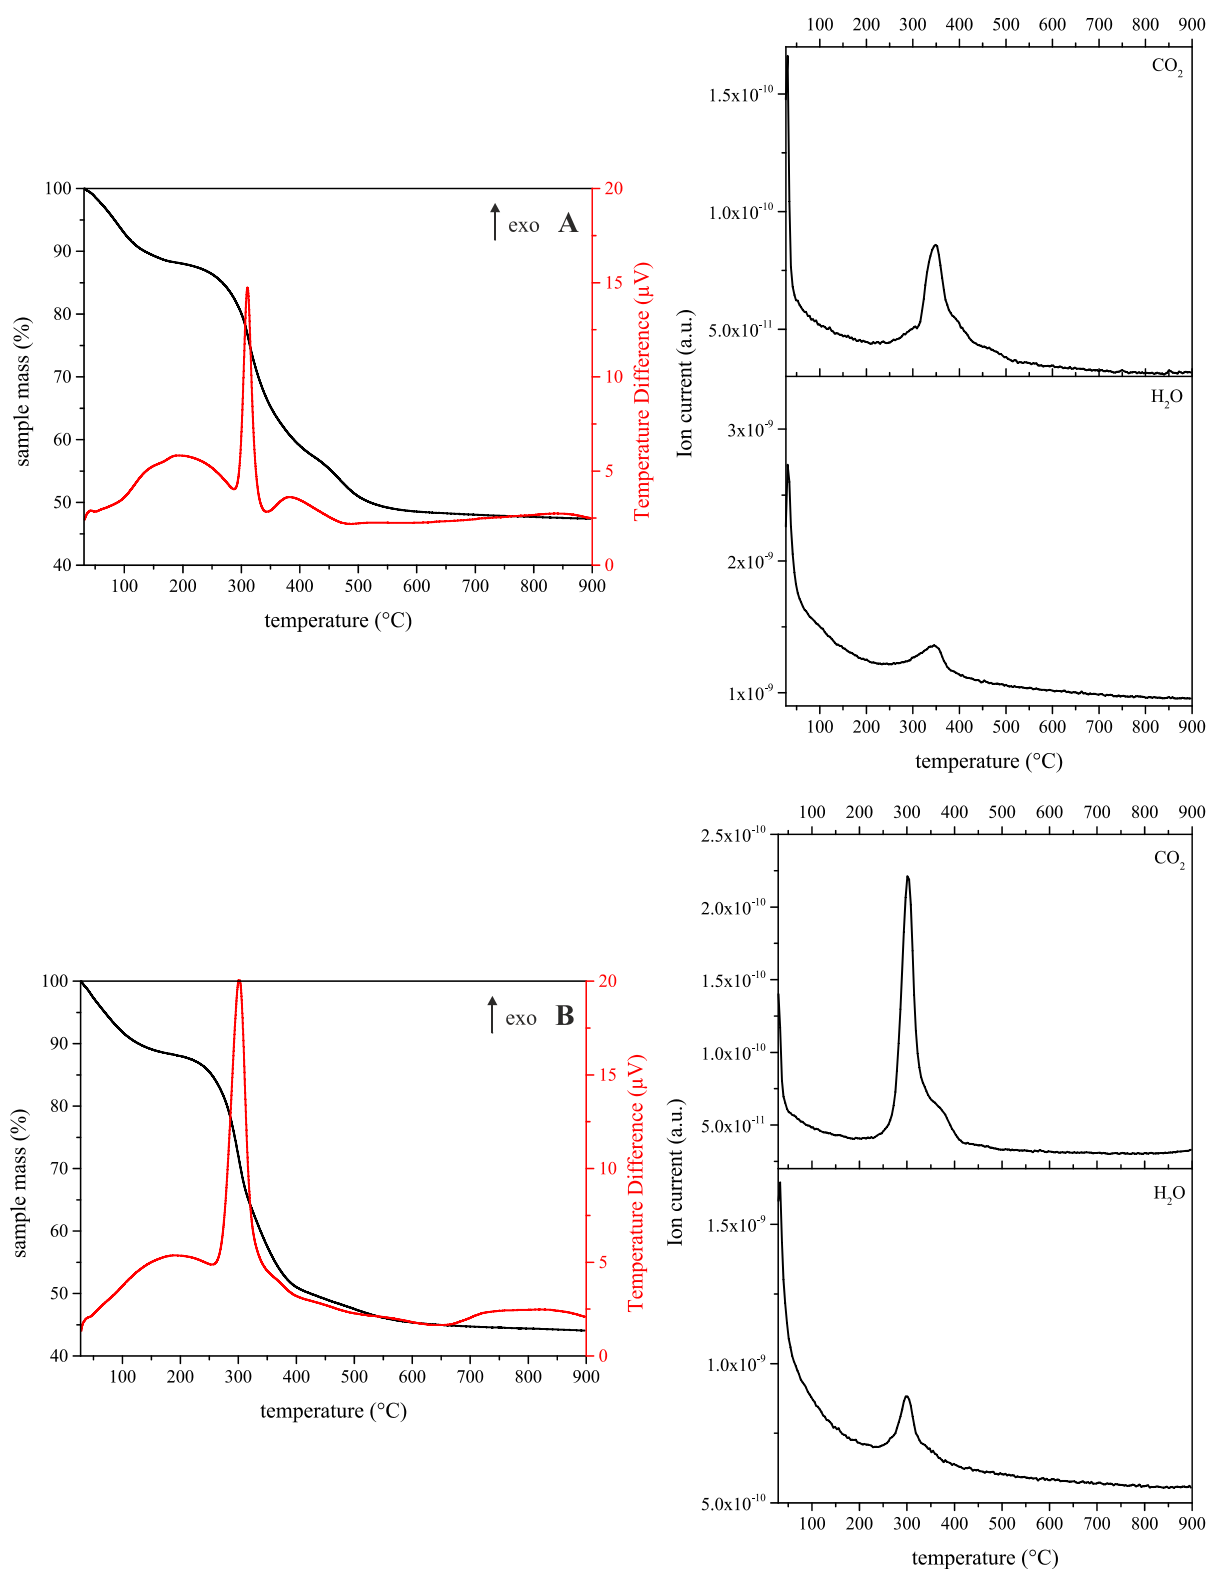 100 200 300 400 500 600 700 800 900
CO2
1.5x10-10
1.0x10-10
5.0x10-11
H2O
3x10-9
2x10-9
1x10-9
Ion current (a.u.)
100 200 300 400 500 600 700 800 900
temperature (°C)
100
90
80
70
60
50
40
sample mass (%)
exo A
20
15
10
5
0
Temperature Difference (µV)
100 200 300 400 500 600 700 800 900
temperature (°C)
100 200 300 400 500 600 700 800 900
2.5x10-10
CO2
2.0x10-10
1.5x10-10
1.0x10-10
5.0x10-11
H2O
1.5x10-9
1.0x10-9
5.0x10-10
Ion current (a.u.)
100 200 300 400 500 600 700 800 900
temperature (°C)
100
90
80
70
60
50
40
sample mass (%)
exo B
20
15
10
5
0
Temperature Difference (µV)
100 200 300 400 500 600 700 800 900
temperature (°C)